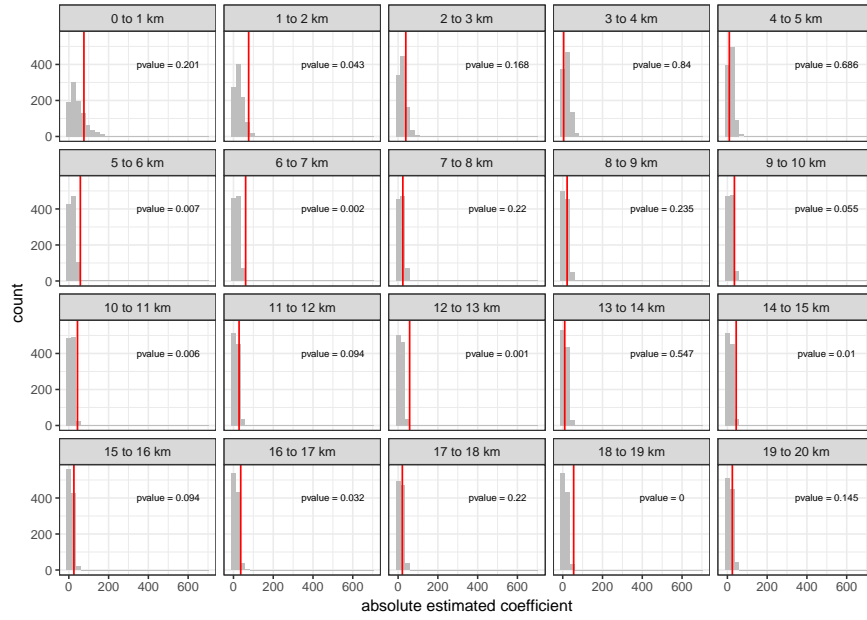 0 to 1 km 1 to 2 km 2 to 3 km 3 to 4 km 4 to 5 km
400 pvalue = 0.201 pvalue = 0.043 pvalue = 0.168 pvalue = 0.84 pvalue = 0.686
200
0
5 to 6 km 6 to 7 km 7 to 8 km 8 to 9 km 9 to 10 km
400 pvalue = 0.007 pvalue = 0.002 pvalue = 0.22 pvalue = 0.235 pvalue = 0.055
200
0
count
10 to 11 km 11 to 12 km 12 to 13 km 13 to 14 km 14 to 15 km
400 pvalue = 0.006 pvalue = 0.094 pvalue = 0.001 pvalue = 0.547 pvalue = 0.01
200
0
15 to 16 km 16 to 17 km 17 to 18 km 18 to 19 km 19 to 20 km
400 pvalue = 0.094 pvalue = 0.032 pvalue = 0.22 pvalue = 0 pvalue = 0.145
200
0
0 200 400 600 0 200 400 600 0 200 400 600 0 200 400 600 0 200 400 600
absolute estimated coefficient